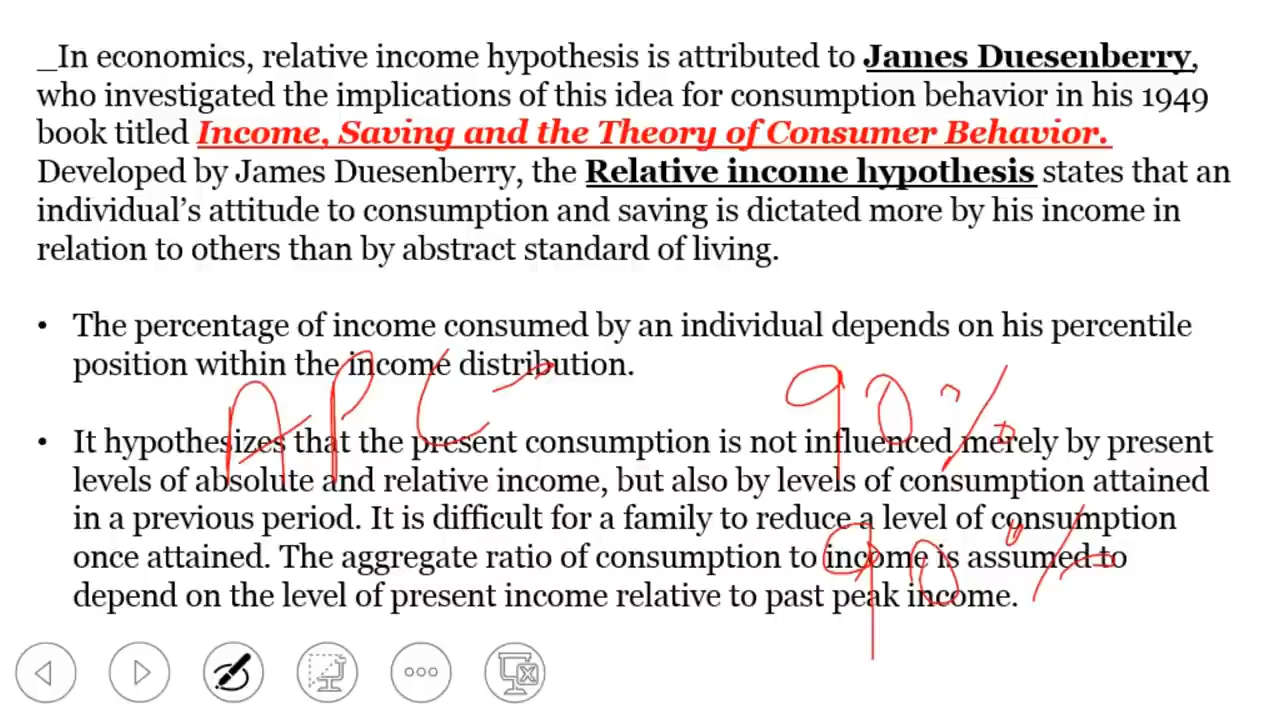 _In economics, relative income hypothesis is attributed to James Duesenberry,
who investigated the implications of this idea for consumption behavior in his 1949
book titled Income, Saving and the Theory of Consumer Behavior.
Developed by James Duesenberry, the Relative income hypothesis states that an
individual’s attitude to consumption and saving is dictated more by his income in
relation to others than by abstract standard of living.
• The percentage of income consumed by an individual depends on his percentile
position within the income distribution.
APC → 90%
• It hypothesizes that the present consumption is not influenced merely by present
levels of absolute and relative income, but also by levels of consumption attained
in a previous period. It is difficult for a family to reduce a level of consumption
once attained. The aggregate ratio of consumption to income is assumed to
90%
depend on the level of present income relative to past peak income.